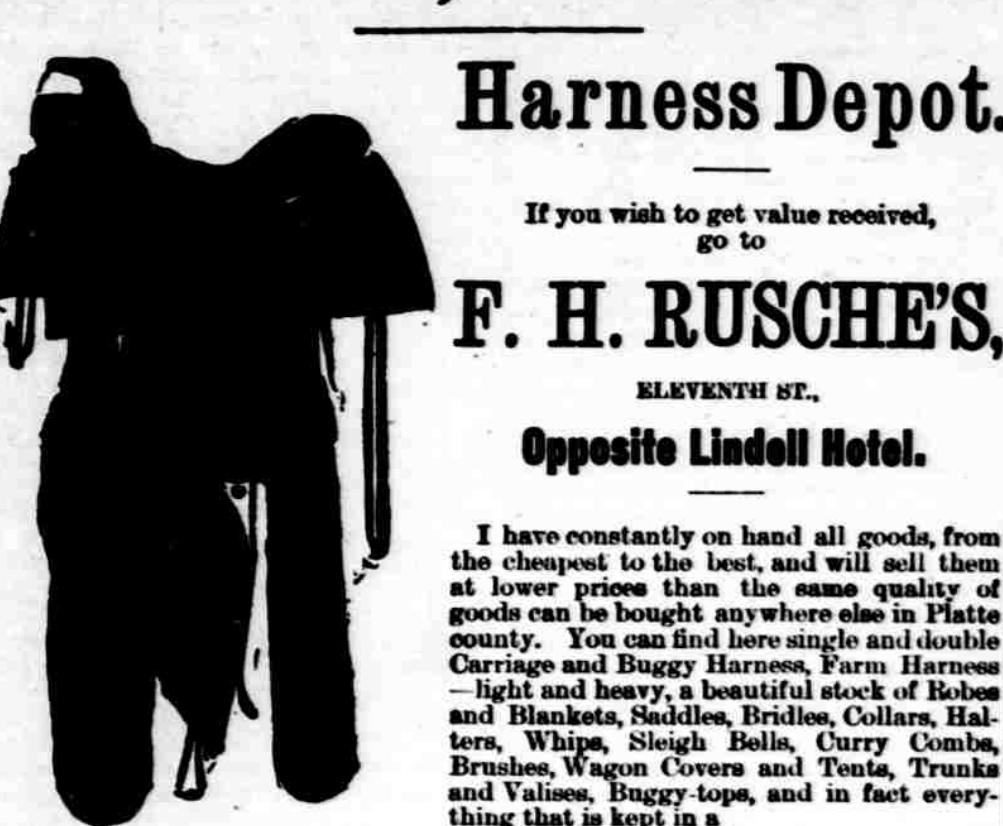 Harness Depot.
If you wish to get value received,
go to
F. H. RUSCHE'S,
ELEVENTH ST.,
Opposite Lindell Hotel.
I have constantly on hand all goods, from
the cheapest to the best, and will sell them
at lower prices than the same quality of
goods can be bought anywhere else in Platte
county. You can find here single and double
Carriage and Buggy Harness, Farm Harness
—light and heavy, a beautiful stock of Robes
and Blankets, Saddles, Bridles, Collars, Hal-
ters, Whips, Sleigh Bells, Curry Combs,
Brushes, Wagon Covers and Tents, Trunks
and Valises, Buggy-tops, and in fact every-
thing that is kept in a